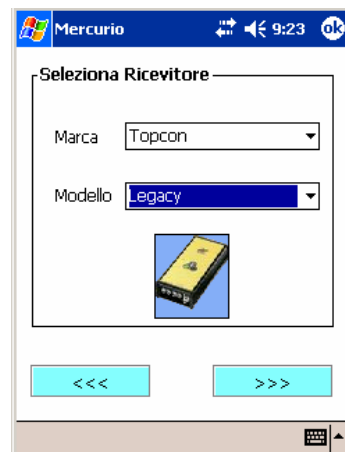 Mercurio 9:23 ok
Seleziona Ricevitore
Marca Topcon
Modello Legacy
<<< >>>